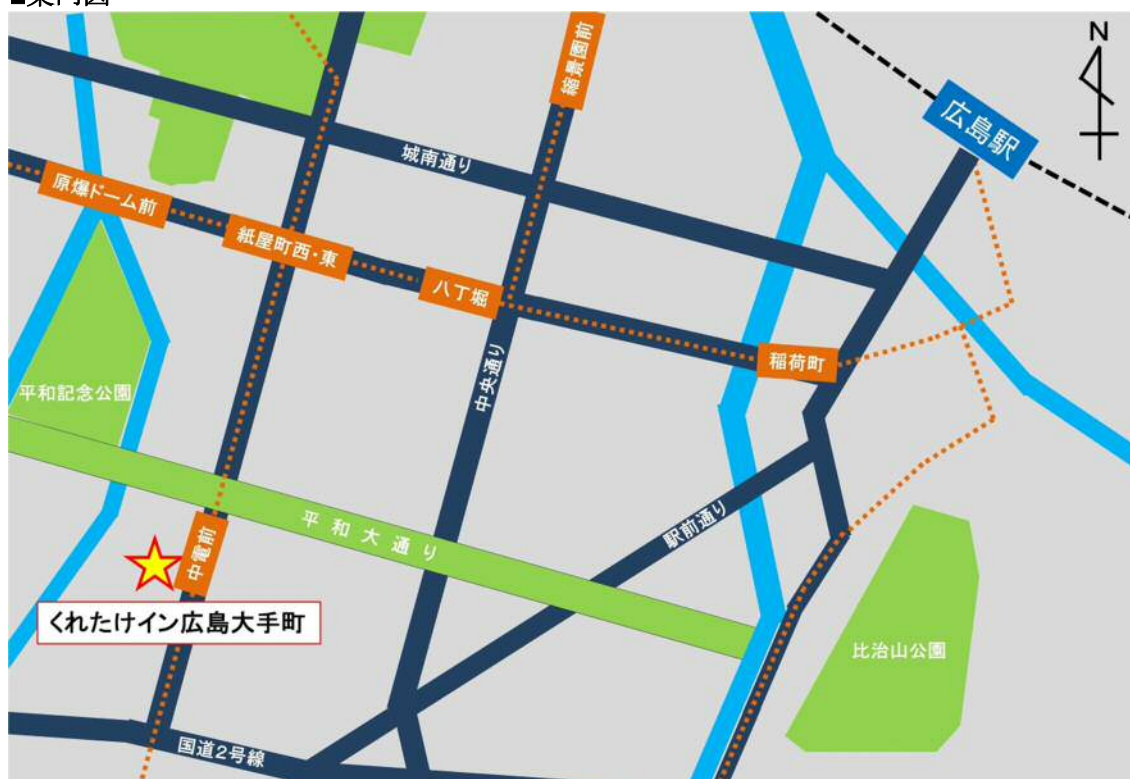 ■案内図
N
縮景園前
広島駅
城南通り
原爆ドーム前
紙屋町西・東
八丁堀
稲荷町
中央通り
平和記念公園
平和大通り
駅前通り
中電前
くれたけイン広島大手町
比治山公園
国道2号線